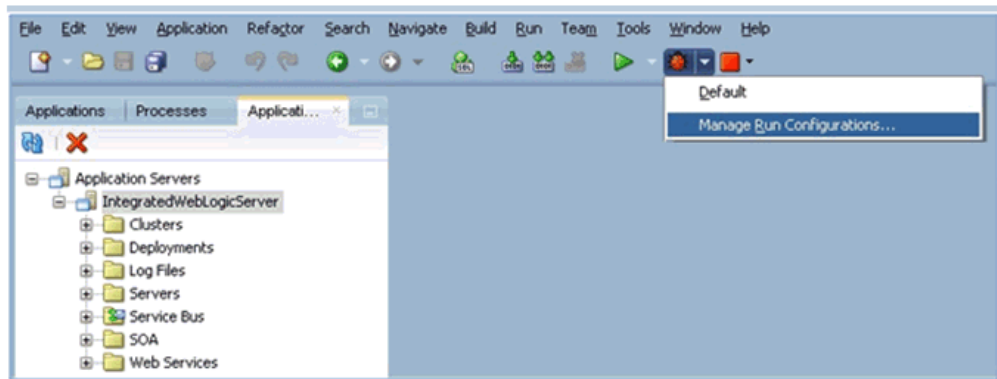 File Edit View Application Refactor Search Navigate Build Run Team Tools Window Help
Default
Manage Run Configurations...
Applications Processes Applicati...
Application Servers
IntegratedWebLogicServer
Clusters
Deployments
Log Files
Servers
Service Bus
SOA
Web Services